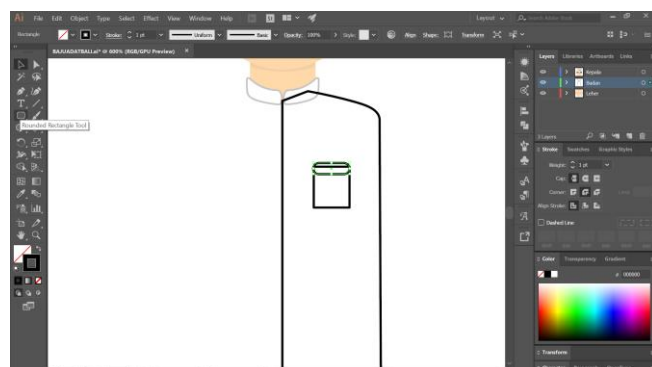 Ai File Edit Object Type Select Effect View Window Help
Layout
Rectangle Stroke: 1 pt Uniform Basic Opacity: 100% Style: Align Shape: Transform
BAJUADATBALI.ai* @ 600% (RGB/GPU Preview) ×
Layers Libraries Artboards Links
Kepala
Badan
Leher
Rounded Rectangle Tool
3 Layers
Stroke Swatches Graphic Styles
Weight: 1 pt
Cap:
Corner:
Align Stroke:
Dashed Line
Color Transparency Gradient
# 000000
Transform